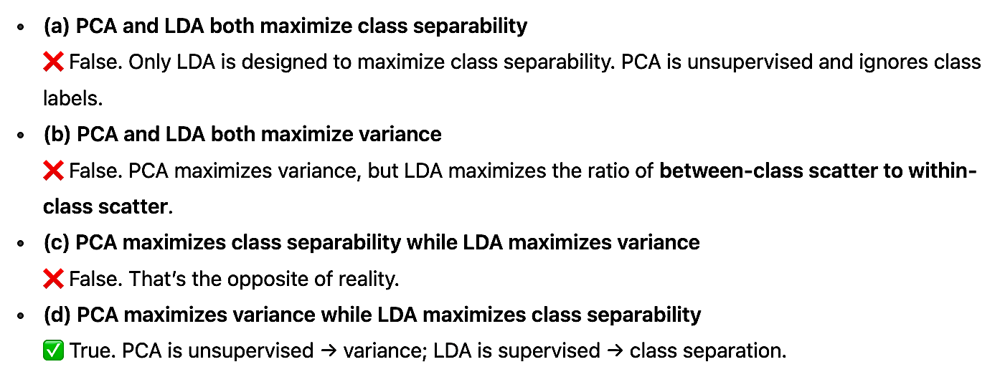 • (a) PCA and LDA both maximize class separability
❌ False. Only LDA is designed to maximize class separability. PCA is unsupervised and ignores class
labels.
• (b) PCA and LDA both maximize variance
❌ False. PCA maximizes variance, but LDA maximizes the ratio of between-class scatter to within-
class scatter.
• (c) PCA maximizes class separability while LDA maximizes variance
❌ False. That’s the opposite of reality.
• (d) PCA maximizes variance while LDA maximizes class separability
✅ True. PCA is unsupervised → variance; LDA is supervised → class separation.